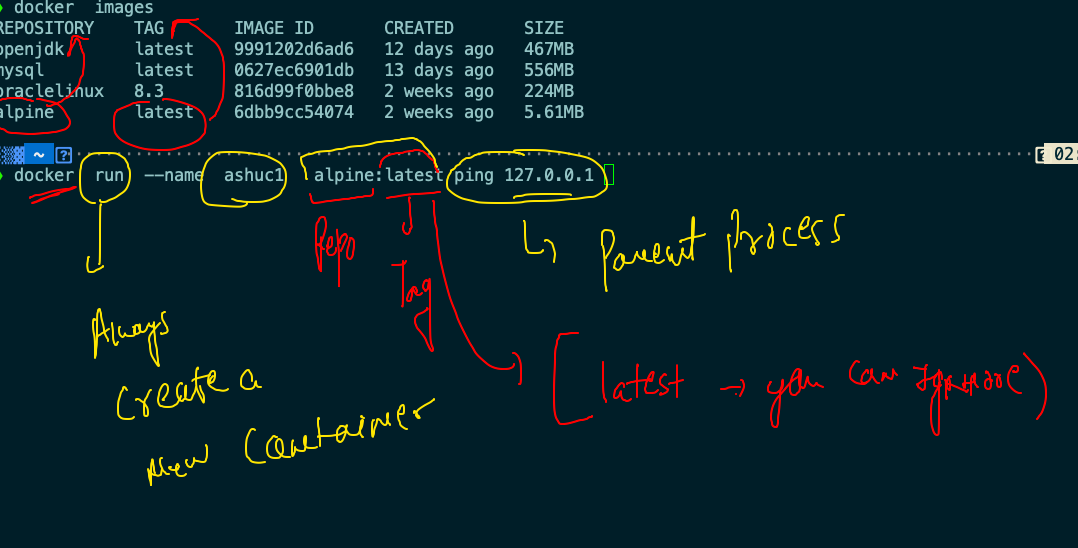 docker images
REPOSITORY TAG IMAGE ID CREATED SIZE
openjdk latest 9991202d6ad6 12 days ago 467MB
mysql latest 0627ec6901db 13 days ago 556MB
oraclelinux 8.3 816d99f0bbe8 2 weeks ago 224MB
alpine latest 6dbb9cc54074 2 weeks ago 5.61MB
~ 02:
docker run --name ashuc1 alpine:latest ping 127.0.0.1
Repo
Tag
Parent process
Always
create a
new container
[ latest → you can ignore )